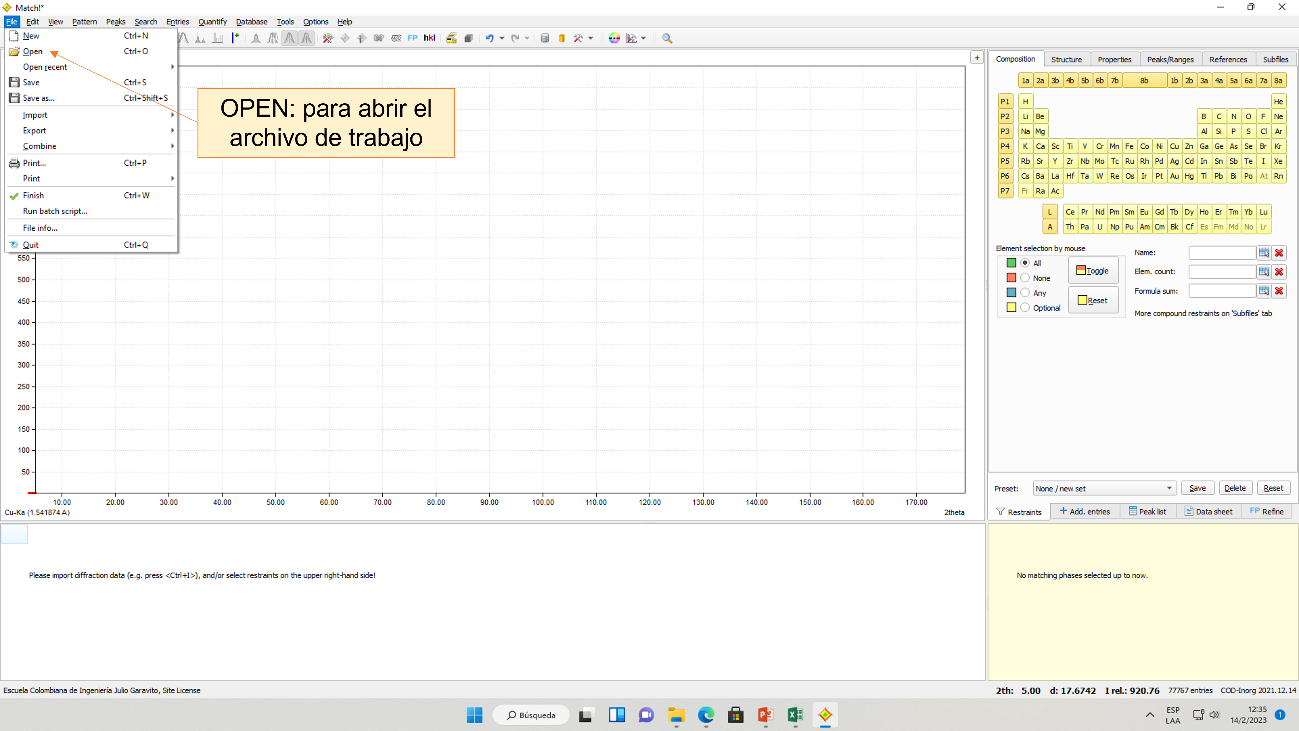 Match!*
File Edit View Pattern Peaks Search Entries Quantify Database Tools Options Help
New Ctrl+N
Open Ctrl+O
Open recent
Save Ctrl+S
Save as... Ctrl+Shift+S
Import
Export
Combine
Print... Ctrl+P
Print
Finish Ctrl+W
Run batch script...
File info...
Quit Ctrl+Q
FP hkl
OPEN: para abrir el
archivo de trabajo
550
500
450
400
350
300
250
200
150
100
50
10.00 20.00 30.00 40.00 50.00 60.00 70.00 80.00 90.00 100.00 110.00 120.00 130.00 140.00 150.00 160.00 170.00
Cu-Ka (1.541874 A) 2theta
+
Composition Structure Properties Peaks/Ranges References Subfiles
1a 2a 3b 4b 5b 6b 7b 8b 1b 2b 3a 4a 5a 6a 7a 8a
P1 H He
P2 Li Be B C N O F Ne
P3 Na Mg Al Si P S Cl Ar
P4 K Ca Sc Ti V Cr Mn Fe Co Ni Cu Zn Ga Ge As Se Br Kr
P5 Rb Sr Y Zr Nb Mo Tc Ru Rh Pd Ag Cd In Sn Sb Te I Xe
P6 Cs Ba La Hf Ta W Re Os Ir Pt Au Hg Tl Pb Bi Po At Rn
P7 Fr Ra Ac
L Ce Pr Nd Pm Sm Eu Gd Tb Dy Ho Er Tm Yb Lu
A Th Pa U Np Pu Am Cm Bk Cf Es Fm Md No Lr
Element selection by mouse
All
None
Any
Optional
Toggle
Reset
Name:
Elem. count:
Formula sum:
More compound restraints on 'Subfiles' tab
Preset: None / new set Save Delete Reset
Restraints Add. entries Peak list Data sheet FP Refine
Please import diffraction data (e.g. press <Ctrl+I>), and/or select restraints on the upper right-hand side!
No matching phases selected up to now.
Escuela Colombiana de Ingeniería Julio Garavito, Site License
2th: 5.00 d: 17.6742 I rel.: 920.76 77767 entries COD-Inorg 2021.12.14
Búsqueda
ESP
LAA
12:35
14/2/2023
1